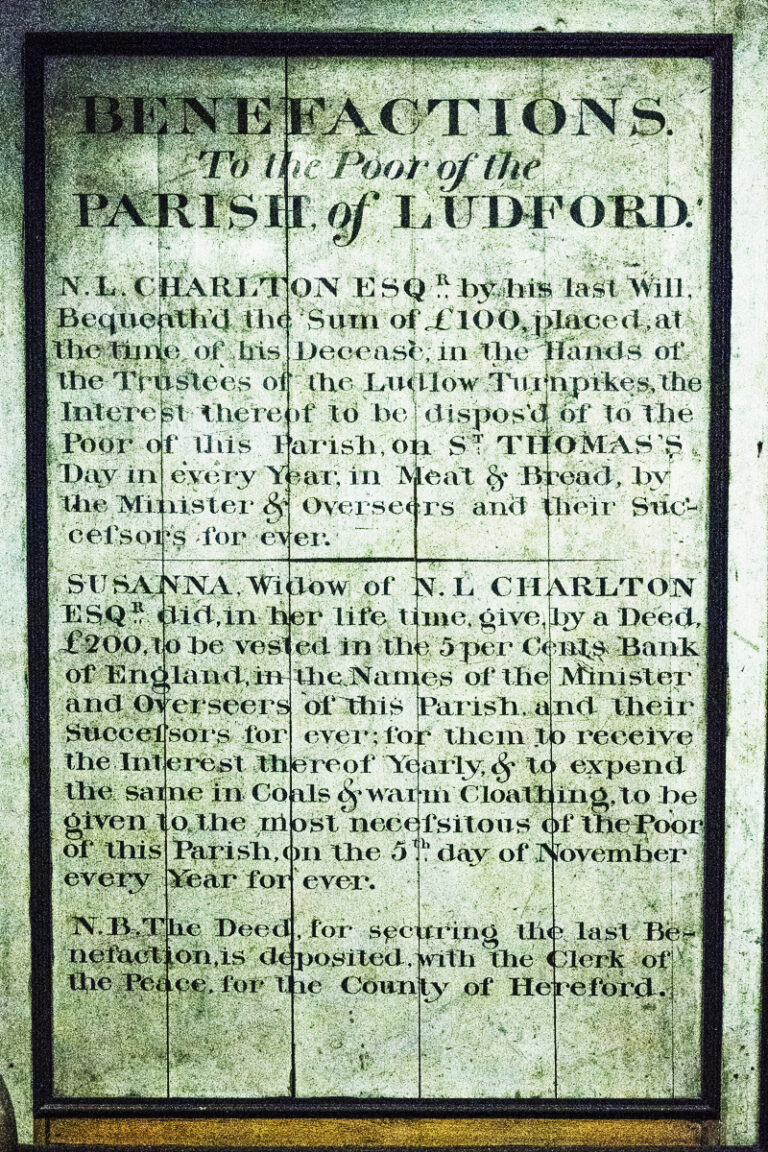 BENEFACTIONS.
To the Poor of the
PARISH, of LUDFORD.
N.L. CHARLTON ESQ.ᴿ by his last Will,
Bequeath'd the Sum of £100, placed, at
the time of his Decease, in the Hands of
the Trustees of the Ludlow Turnpikes, the
Interest thereof to be dispos'd of to the
Poor of this Parish, on S.ᵀ THOMAS'S
Day in every Year, in Meat & Bread, by
the Minister & Overseers and their Suc-
ceſsors for ever.
SUSANNA, Widow of N.L CHARLTON
ESQ.ᴿ did, in her life time, give, by a Deed,
£200, to be vested in the 5 per Cents Bank
of England, in the Names of the Minister
and Overseers of this Parish, and their
Succeſsors for ever; for them to receive
the Interest thereof Yearly, & to expend
the same in Coals & warm Cloathing, to be
given to the most neceſsitous of the Poor
of this Parish, on the 5.ᵗʰ day of November
every Year for ever.
N.B. The Deed, for securing the last Be-
nefaction, is deposited, with the Clerk of
the Peace, for the County of Hereford.